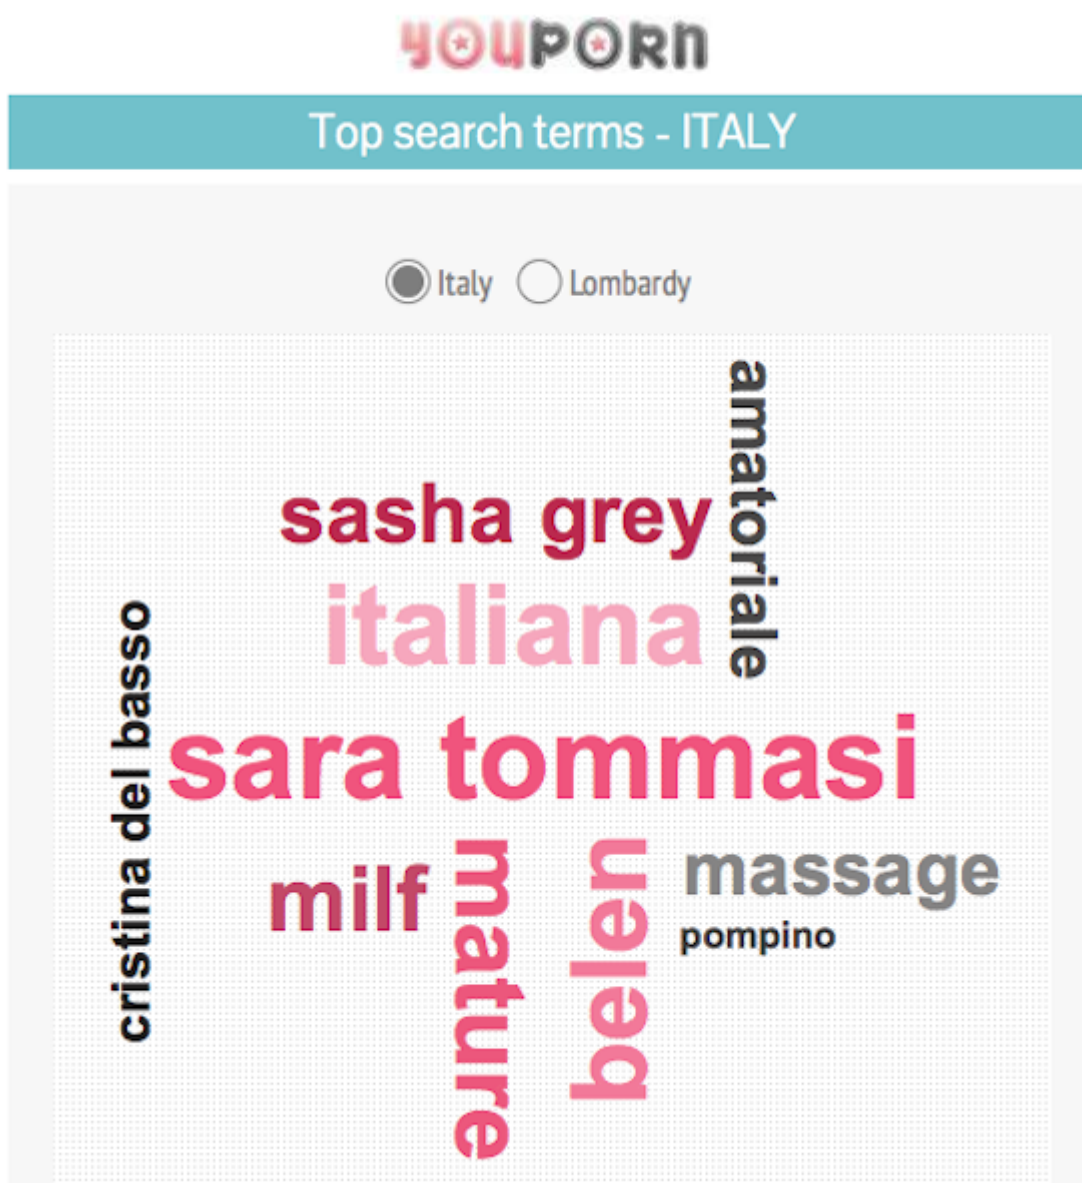 YOUPORN
Top search terms - ITALY
Italy Lombardy
amatoriale
sasha grey
italiana
cristina del basso
sara tommasi
milf
mature
belen
massage
pompino